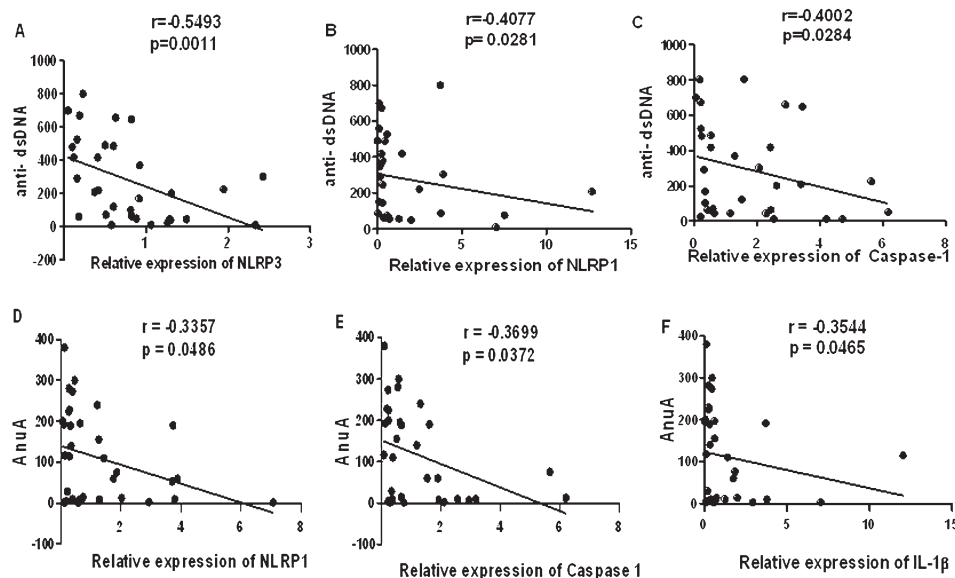 A
r=-0.5493
p=0.0011
anti- dsDNA
1000
800
600
400
200
0
-200
1
2
3
Relative expression of NLRP3
B
r=-0.4077
p= 0.0281
anti- dsDNA
1000
800
600
400
200
0
0
5
10
15
Relative expression of NLRP1
C
r=-0.4002
p=0.0284
anti- dsDNA
1000
800
600
400
200
0
0
2
4
6
8
Relative expression of Caspase-1
D
r = -0.3357
p = 0.0486
AnuA
400
300
200
100
0
-100
2
4
6
8
Relative expression of NLRP1
E
r = -0.3699
p = 0.0372
AnuA
400
300
200
100
0
-100
2
4
6
8
Relative expression of Caspase 1
F
r = -0.3544
p = 0.0465
AnuA
400
300
200
100
0
0
5
10
15
Relative expression of IL-1β